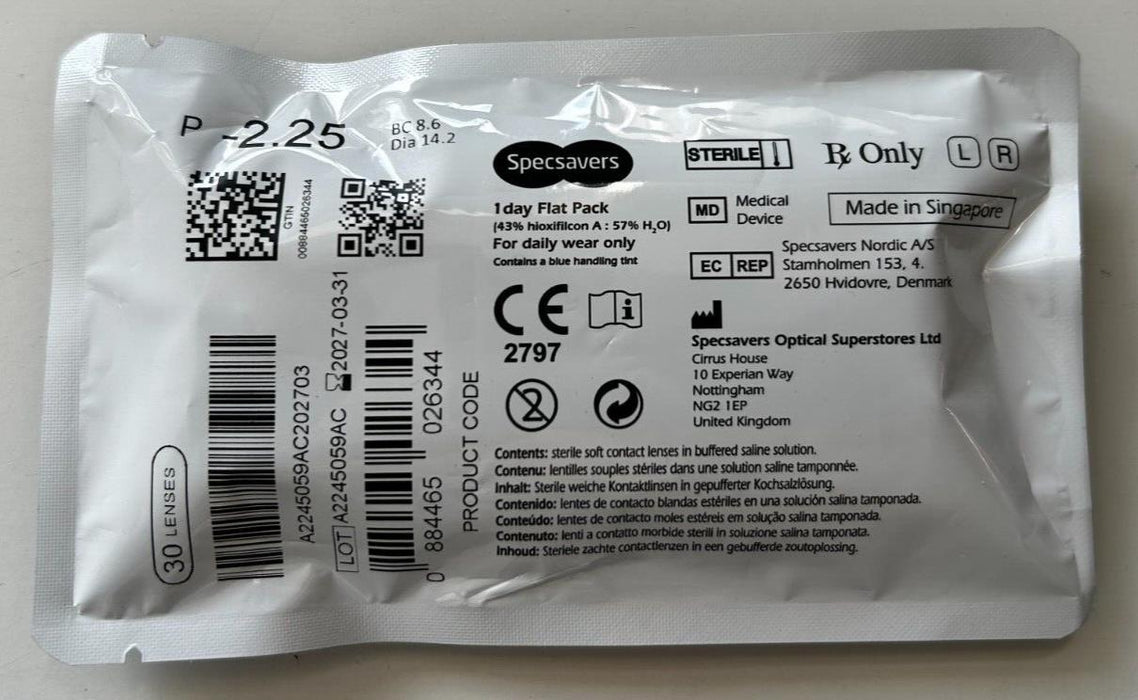 P -2.25
BC 8.6
Dia 14.2
GTIN
00884465026344
30 LENSES
A2245059AC202703
LOT A2245059AC 2027-03-31
0 884465 026344
PRODUCT CODE
Specsavers
1day Flat Pack
(43% hioxifilcon A : 57% H₂O)
For daily wear only
Contains a blue handling tint
CE
2797
2
i
STERILE
Rx Only
L R
MD Medical
Device
Made in Singapore
EC REP
Specsavers Nordic A/S
Stamholmen 153, 4.
2650 Hvidovre, Denmark
Specsavers Optical Superstores Ltd
Cirrus House
10 Experian Way
Nottingham
NG2 1EP
United Kingdom
Contents: sterile soft contact lenses in buffered saline solution.
Contenu: lentilles souples stériles dans une solution saline tamponnée.
Inhalt: Sterile weiche Kontaktlinsen in gepufferter Kochsalzlösung.
Contenido: lentes de contacto blandas estériles en una solución salina tamponada.
Conteúdo: lentes de contacto moles estéreis em solução salina tamponada.
Contenuto: lenti a contatto morbide sterili in soluzione salina tamponata.
Inhoud: Steriele zachte contactlenzen in een gebufferde zoutoplossing.